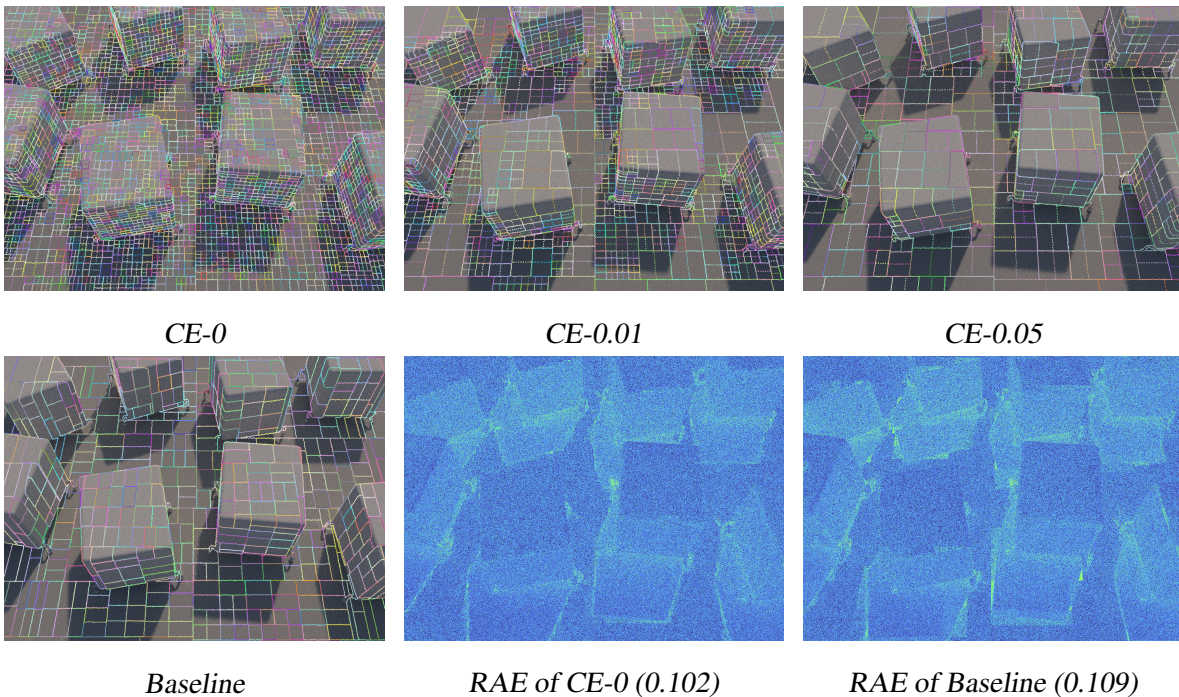 CE-0
CE-0.01
CE-0.05
Baseline
RAE of CE-0 (0.102)
RAE of Baseline (0.109)